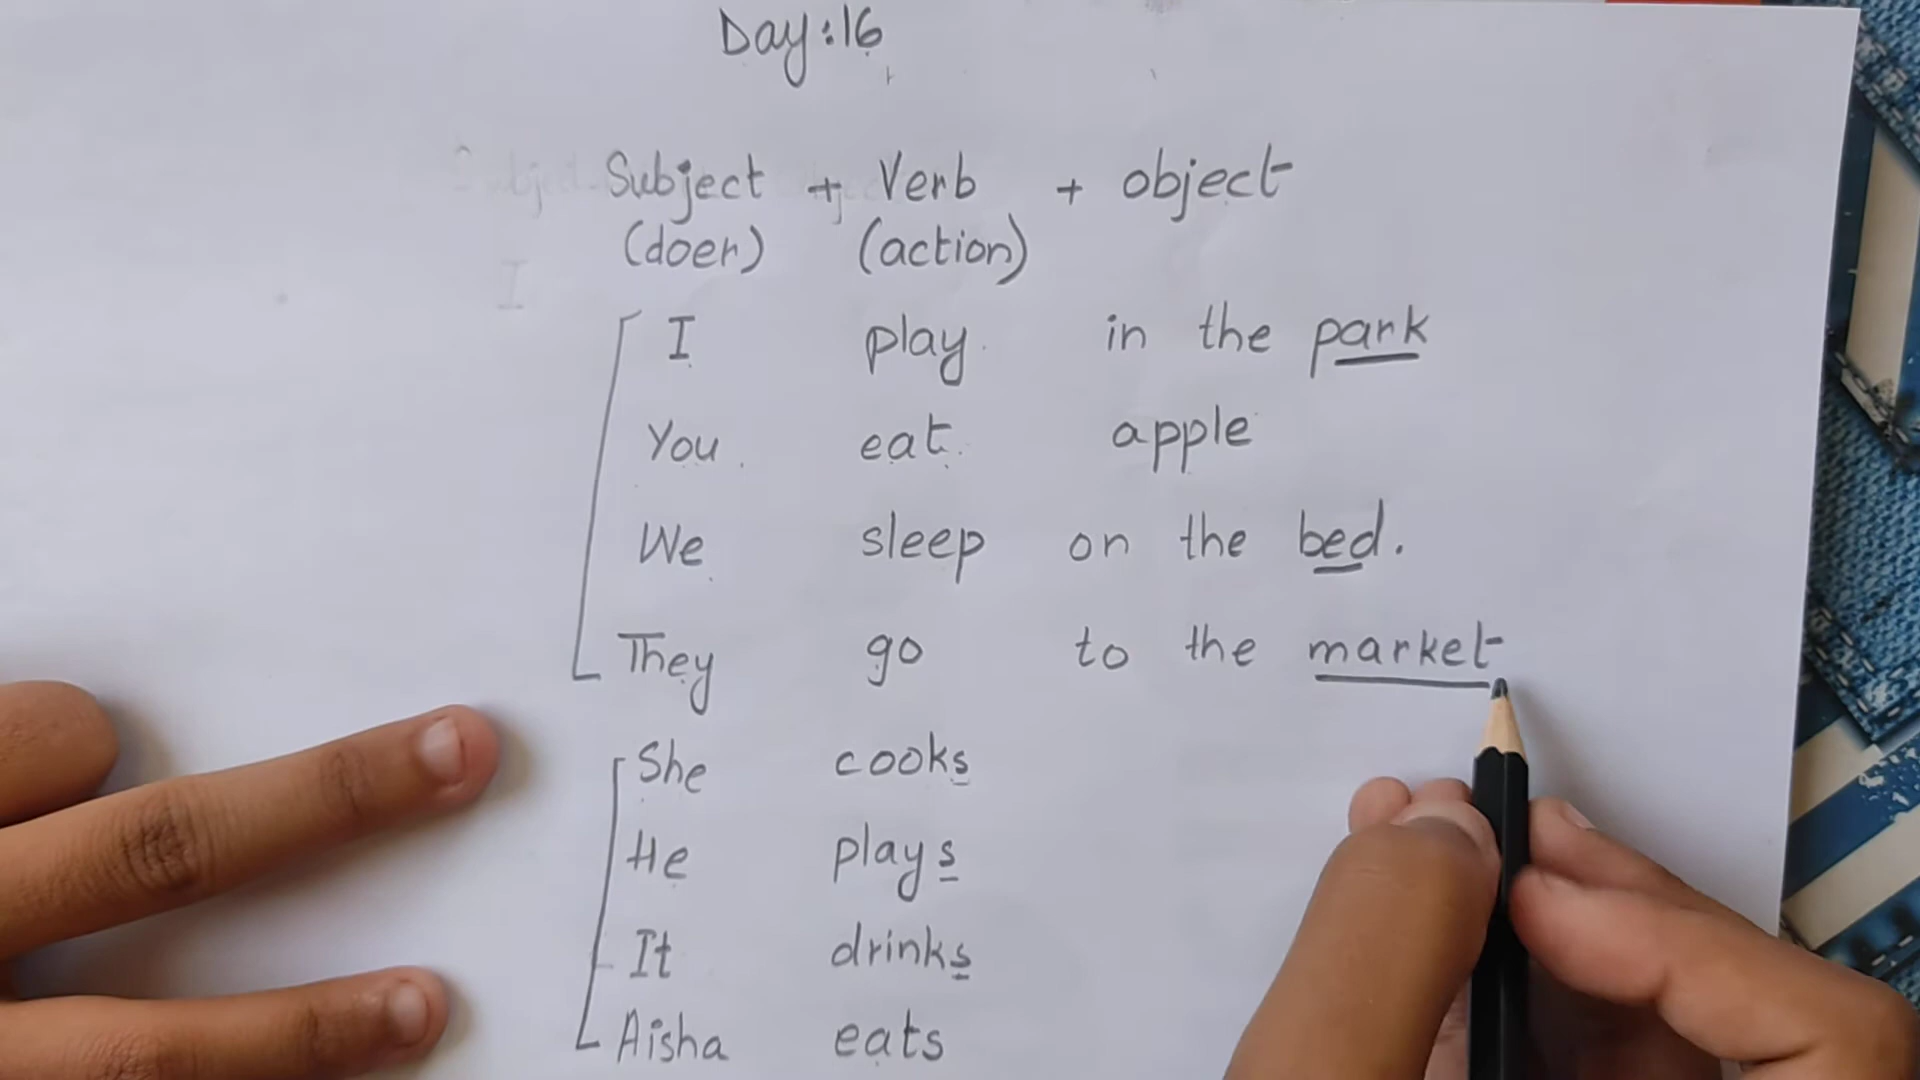 Day:16
Subject + Verb + object
(doer) (action)
I play in the park
You eat apple
We sleep on the bed.
They go to the market
She cooks
He plays
It drinks
Aisha eats